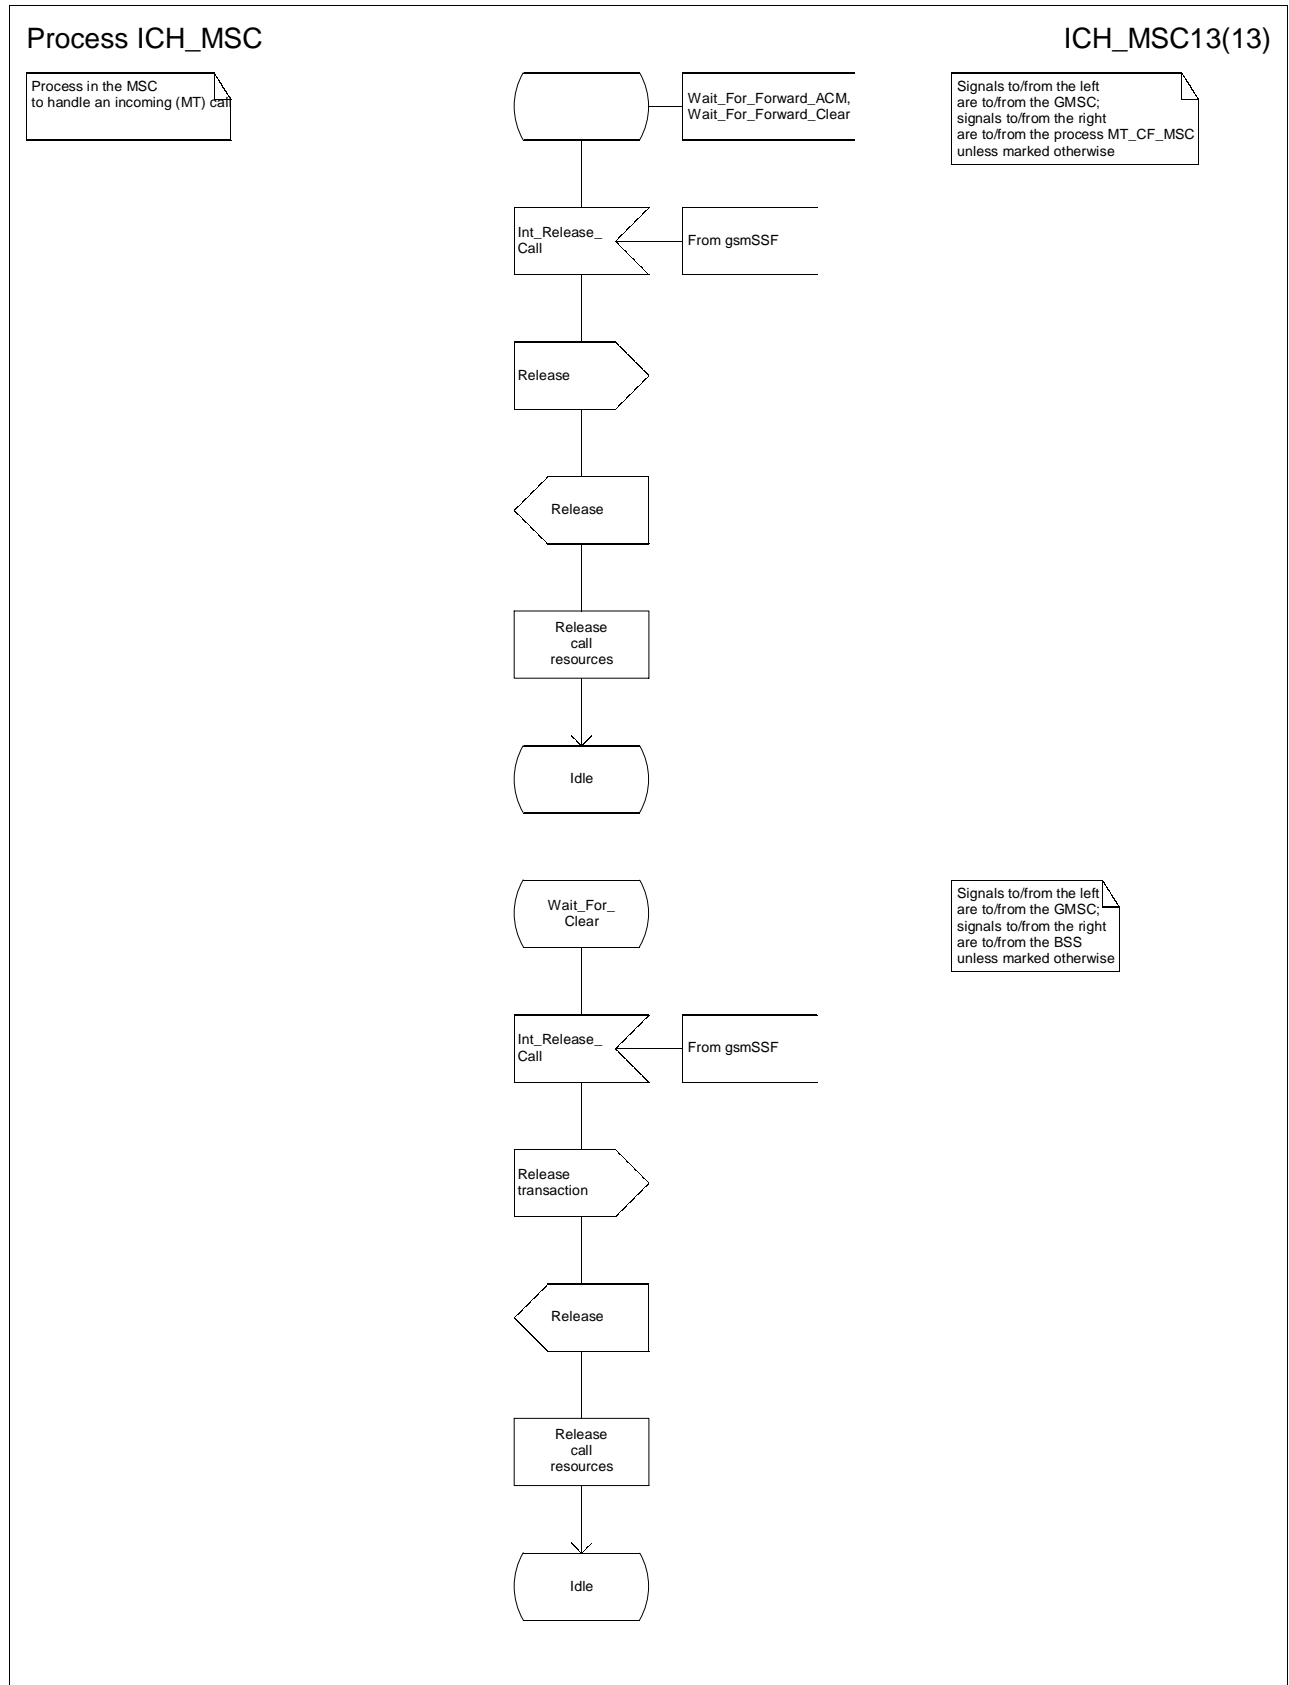 Process ICH_MSC
ICH_MSC13(13)
Process in the MSC
to handle an incoming (MT) call
Wait_For_Forward_ACM,
Wait_For_Forward_Clear
Signals to/from the left
are to/from the GMSC;
signals to/from the right
are to/from the process MT_CF_MSC
unless marked otherwise
Int_Release_
Call
From gsmSSF
Release
Release
Release
call
resources
Idle
Wait_For_
Clear
Signals to/from the left
are to/from the GMSC;
signals to/from the right
are to/from the BSS
unless marked otherwise
Int_Release_
Call
From gsmSSF
Release
transaction
Release
Release
call
resources
Idle